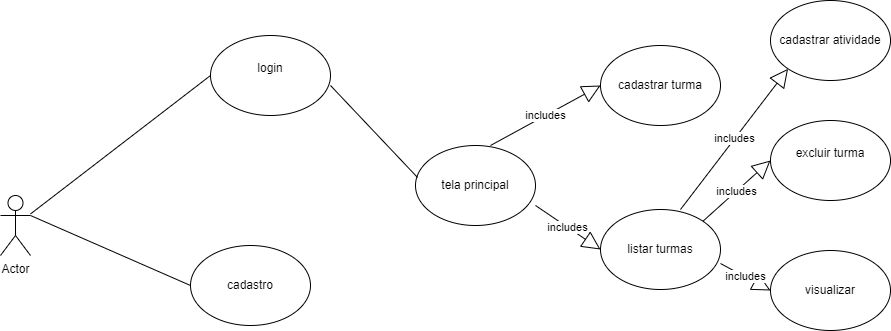 login
cadastro
Actor
tela principal
includes
cadastrar turma
includes
listar turmas
includes
cadastrar atividade
includes
excluir turma
includes
visualizar